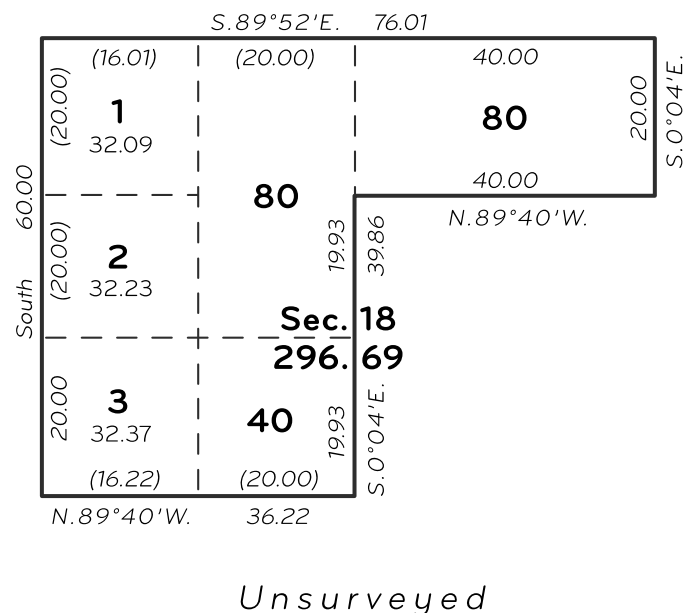 S.89°52'E. 76.01
(16.01) (20.00) 40.00
(20.00)
1
32.09
80
20.00
S.0°04'E.
40.00
N.89°40'W.
South 60.00
80
(20.00)
2
32.23
19.93
39.86
Sec. 18
296.69
20.00
3
32.37
40
19.93
S.0°04'E.
(16.22) (20.00)
N.89°40'W. 36.22
Unsurveyed